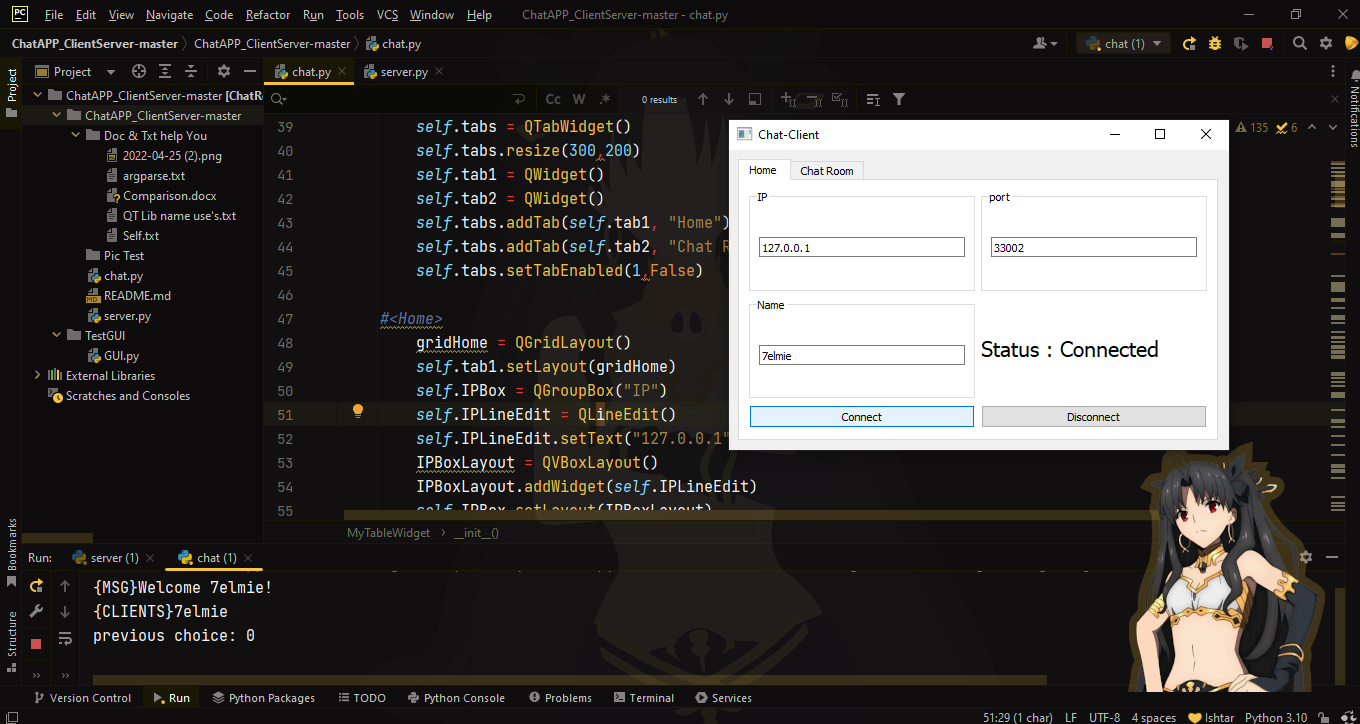 PC File Edit View Navigate Code Refactor Run Tools VCS Window Help ChatAPP_ClientServer-master - chat.py
ChatAPP_ClientServer-master ChatAPP_ClientServer-master chat.py chat (1)
Project chat.py server.py
Project
ChatAPP_ClientServer-master [ChatR
ChatAPP_ClientServer-master
Doc & Txt help You
2022-04-25 (2).png
argparse.txt
Comparison.docx
QT Lib name use's.txt
Self.txt
Pic Test
chat.py
README.md
server.py
TestGUI
GUI.py
External Libraries
Scratches and Consoles
Cc W .* 0 results
135 6
Notifications
39 self.tabs = QTabWidget()
40 self.tabs.resize(300,200)
41 self.tab1 = QWidget()
42 self.tab2 = QWidget()
43 self.tabs.addTab(self.tab1, "Home")
44 self.tabs.addTab(self.tab2, "Chat R
45 self.tabs.setTabEnabled(1,False)
46
47 #<Home>
48 gridHome = QGridLayout()
49 self.tab1.setLayout(gridHome)
50 self.IPBox = QGroupBox("IP")
51 self.IPLineEdit = QLineEdit()
52 self.IPLineEdit.setText("127.0.0.1"
53 IPBoxLayout = QVBoxLayout()
54 IPBoxLayout.addWidget(self.IPLineEdit)
55 self.IPBox.setLayout(IPBoxLayout)
MyTableWidget __init__()
Chat-Client
Home Chat Room
IP port
127.0.0.1 33002
Name
7elmie
Status : Connected
Connect Disconnect
Bookmarks
Structure
Run: server (1) chat (1)
{MSG}Welcome 7elmie!
{CLIENTS}7elmie
previous choice: 0
Version Control Run Python Packages TODO Python Console Problems Terminal Services
51:29 (1 char) LF UTF-8 4 spaces Ishtar Python 3.10